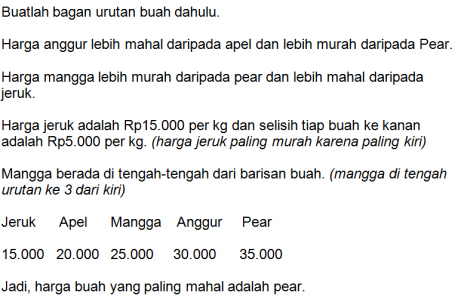 Buatlah bagan urutan buah dahulu.
Harga anggur lebih mahal daripada apel dan lebih murah daripada Pear.
Harga mangga lebih murah daripada pear dan lebih mahal daripada
jeruk.
Harga jeruk adalah Rp15.000 per kg dan selisih tiap buah ke kanan
adalah Rp5.000 per kg. (harga jeruk paling murah karena paling kiri)
Mangga berada di tengah-tengah dari barisan buah. (mangga di tengah
urutan ke 3 dari kiri)
Jeruk Apel Mangga Anggur Pear
15.000 20.000 25.000 30.000 35.000
Jadi, harga buah yang paling mahal adalah pear.